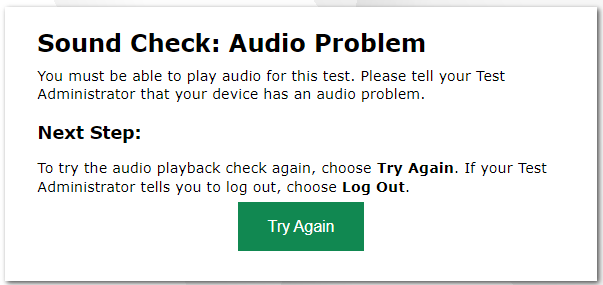 Sound Check: Audio Problem
You must be able to play audio for this test. Please tell your Test
Administrator that your device has an audio problem.
Next Step:
To try the audio playback check again, choose Try Again. If your Test
Administrator tells you to log out, choose Log Out.
Try Again